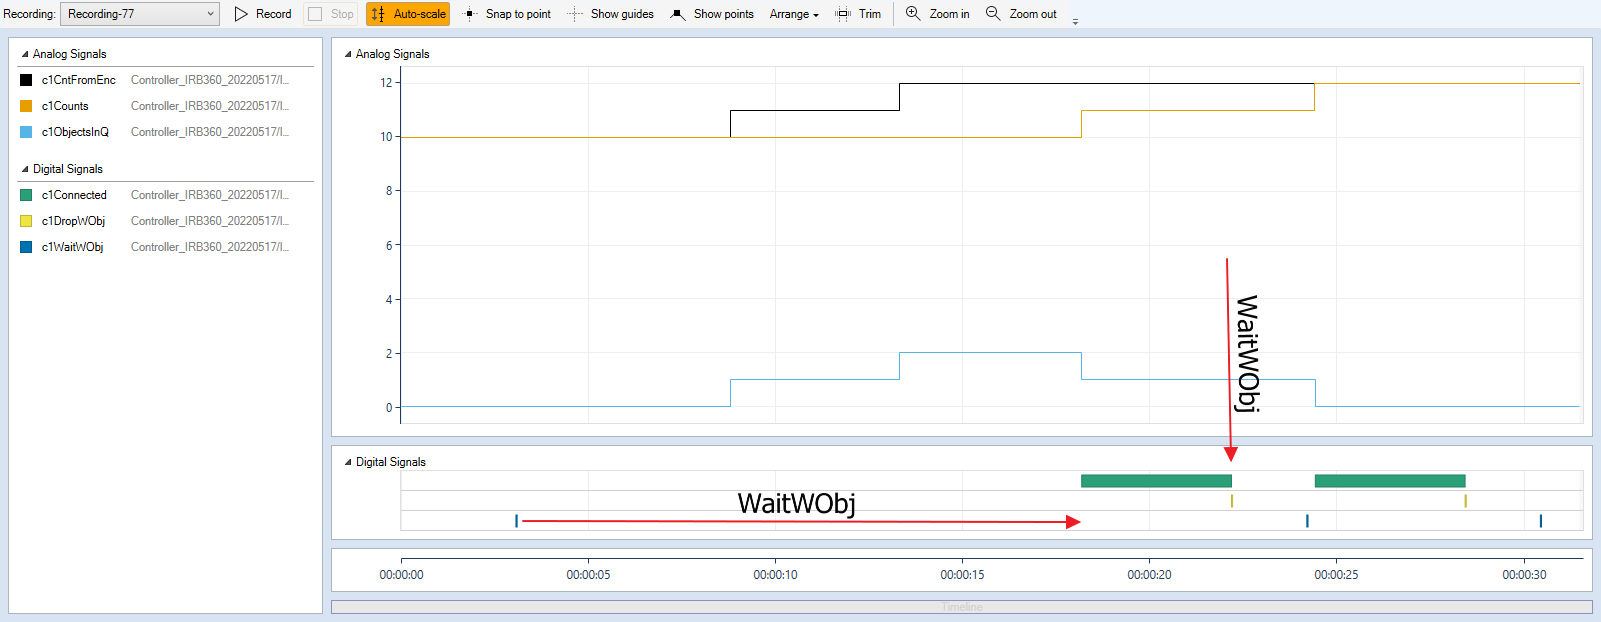 Recording: Recording-77 Record Stop Auto-scale Snap to point Show guides Show points Arrange Trim Zoom in Zoom out
Analog Signals
c1CntFromEnc Controller_IRB360_20220517/I...
c1Counts Controller_IRB360_20220517/I...
c1ObjectsInQ Controller_IRB360_20220517/I...
Digital Signals
c1Connected Controller_IRB360_20220517/I...
c1DropWObj Controller_IRB360_20220517/I...
c1WaitWObj Controller_IRB360_20220517/I...
Analog Signals
12
10
8
6
4
2
0
WaitWObj
Digital Signals
WaitWObj
00:00:00 00:00:05 00:00:10 00:00:15 00:00:20 00:00:25 00:00:30
Timeline